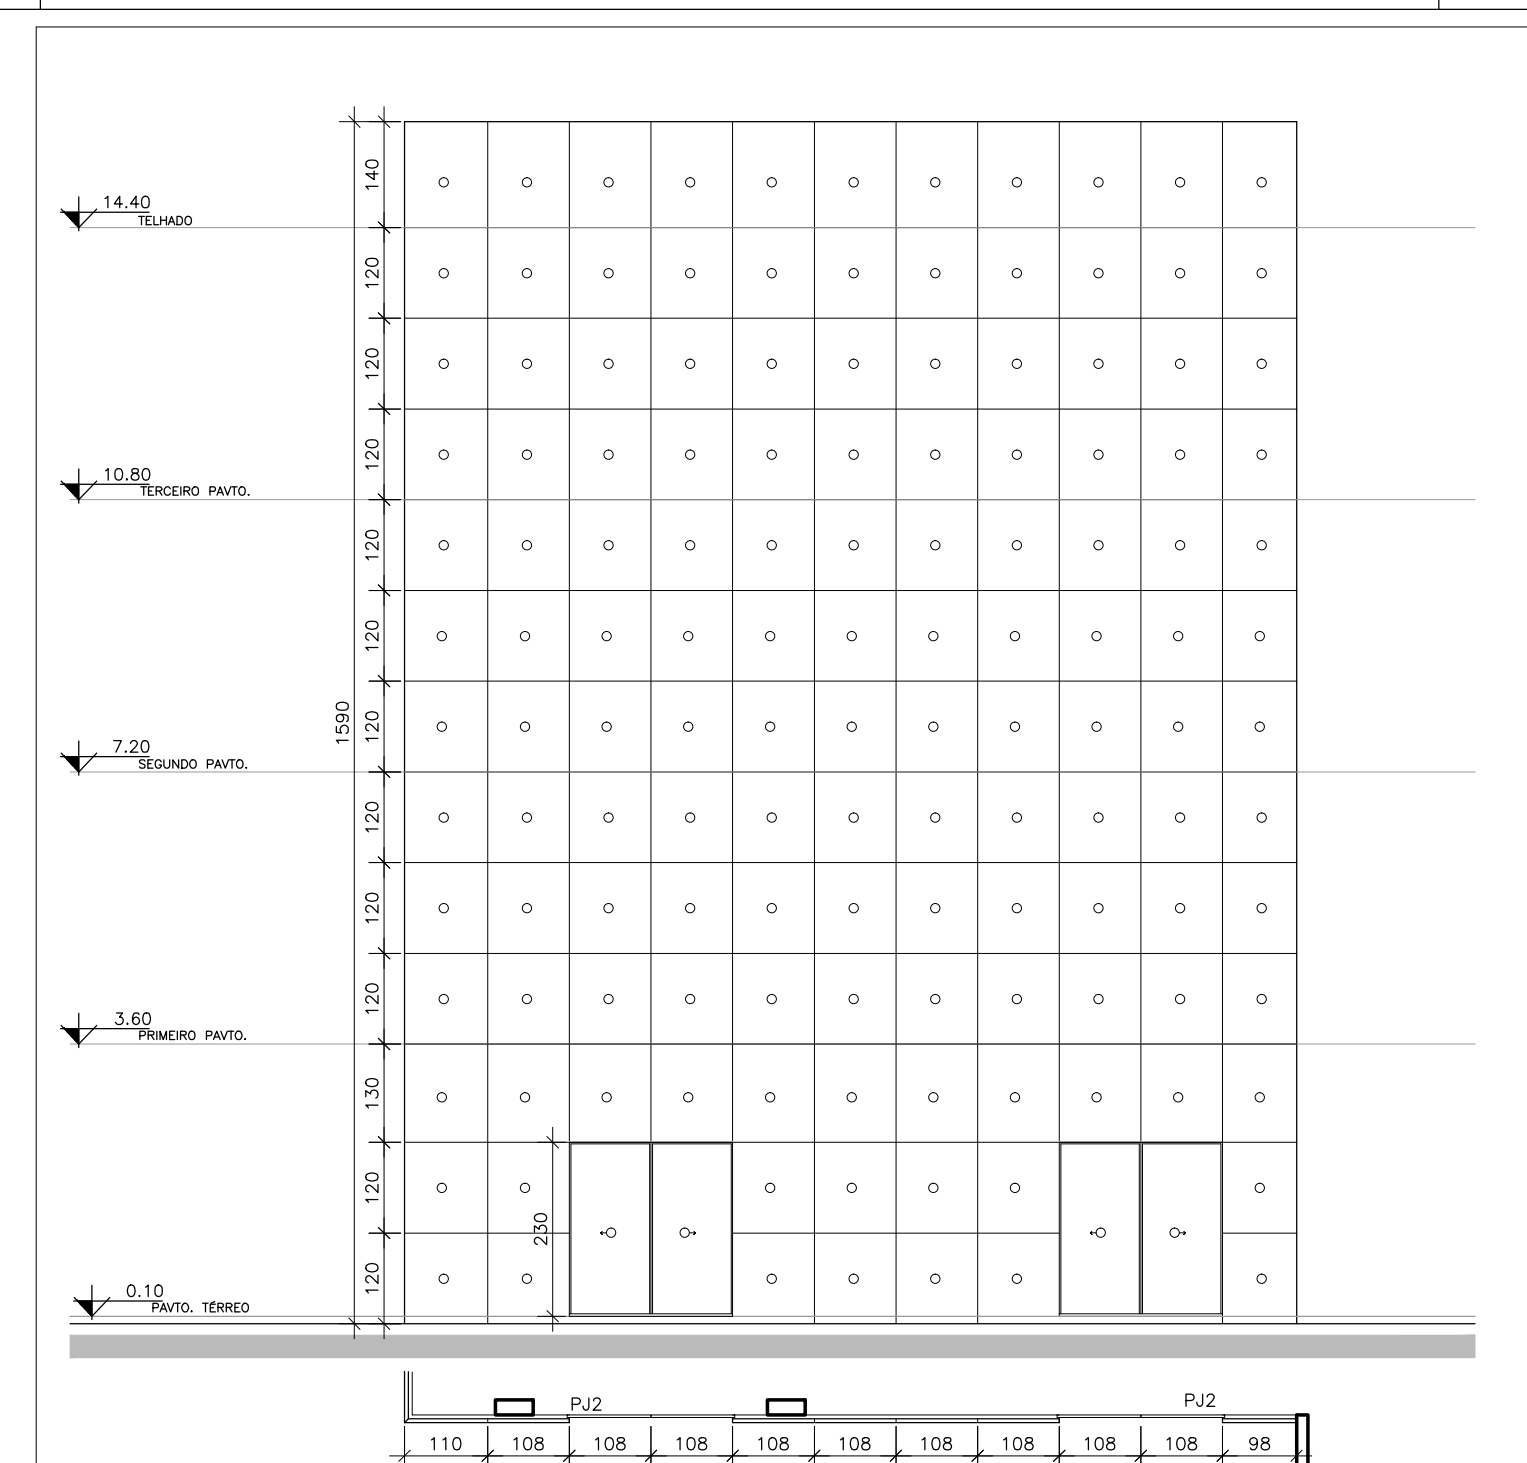 140
14.40
TELHADO
120
120
120
10.80
TERCEIRO PAVTO.
120
120
1590
120
7.20
SEGUNDO PAVTO.
120
120
120
3.60
PRIMEIRO PAVTO.
130
120
230
120
0.10
PAVTO. TÉRREO
PJ2
PJ2
110 108 108 108 108 108 108 108 108 108 98